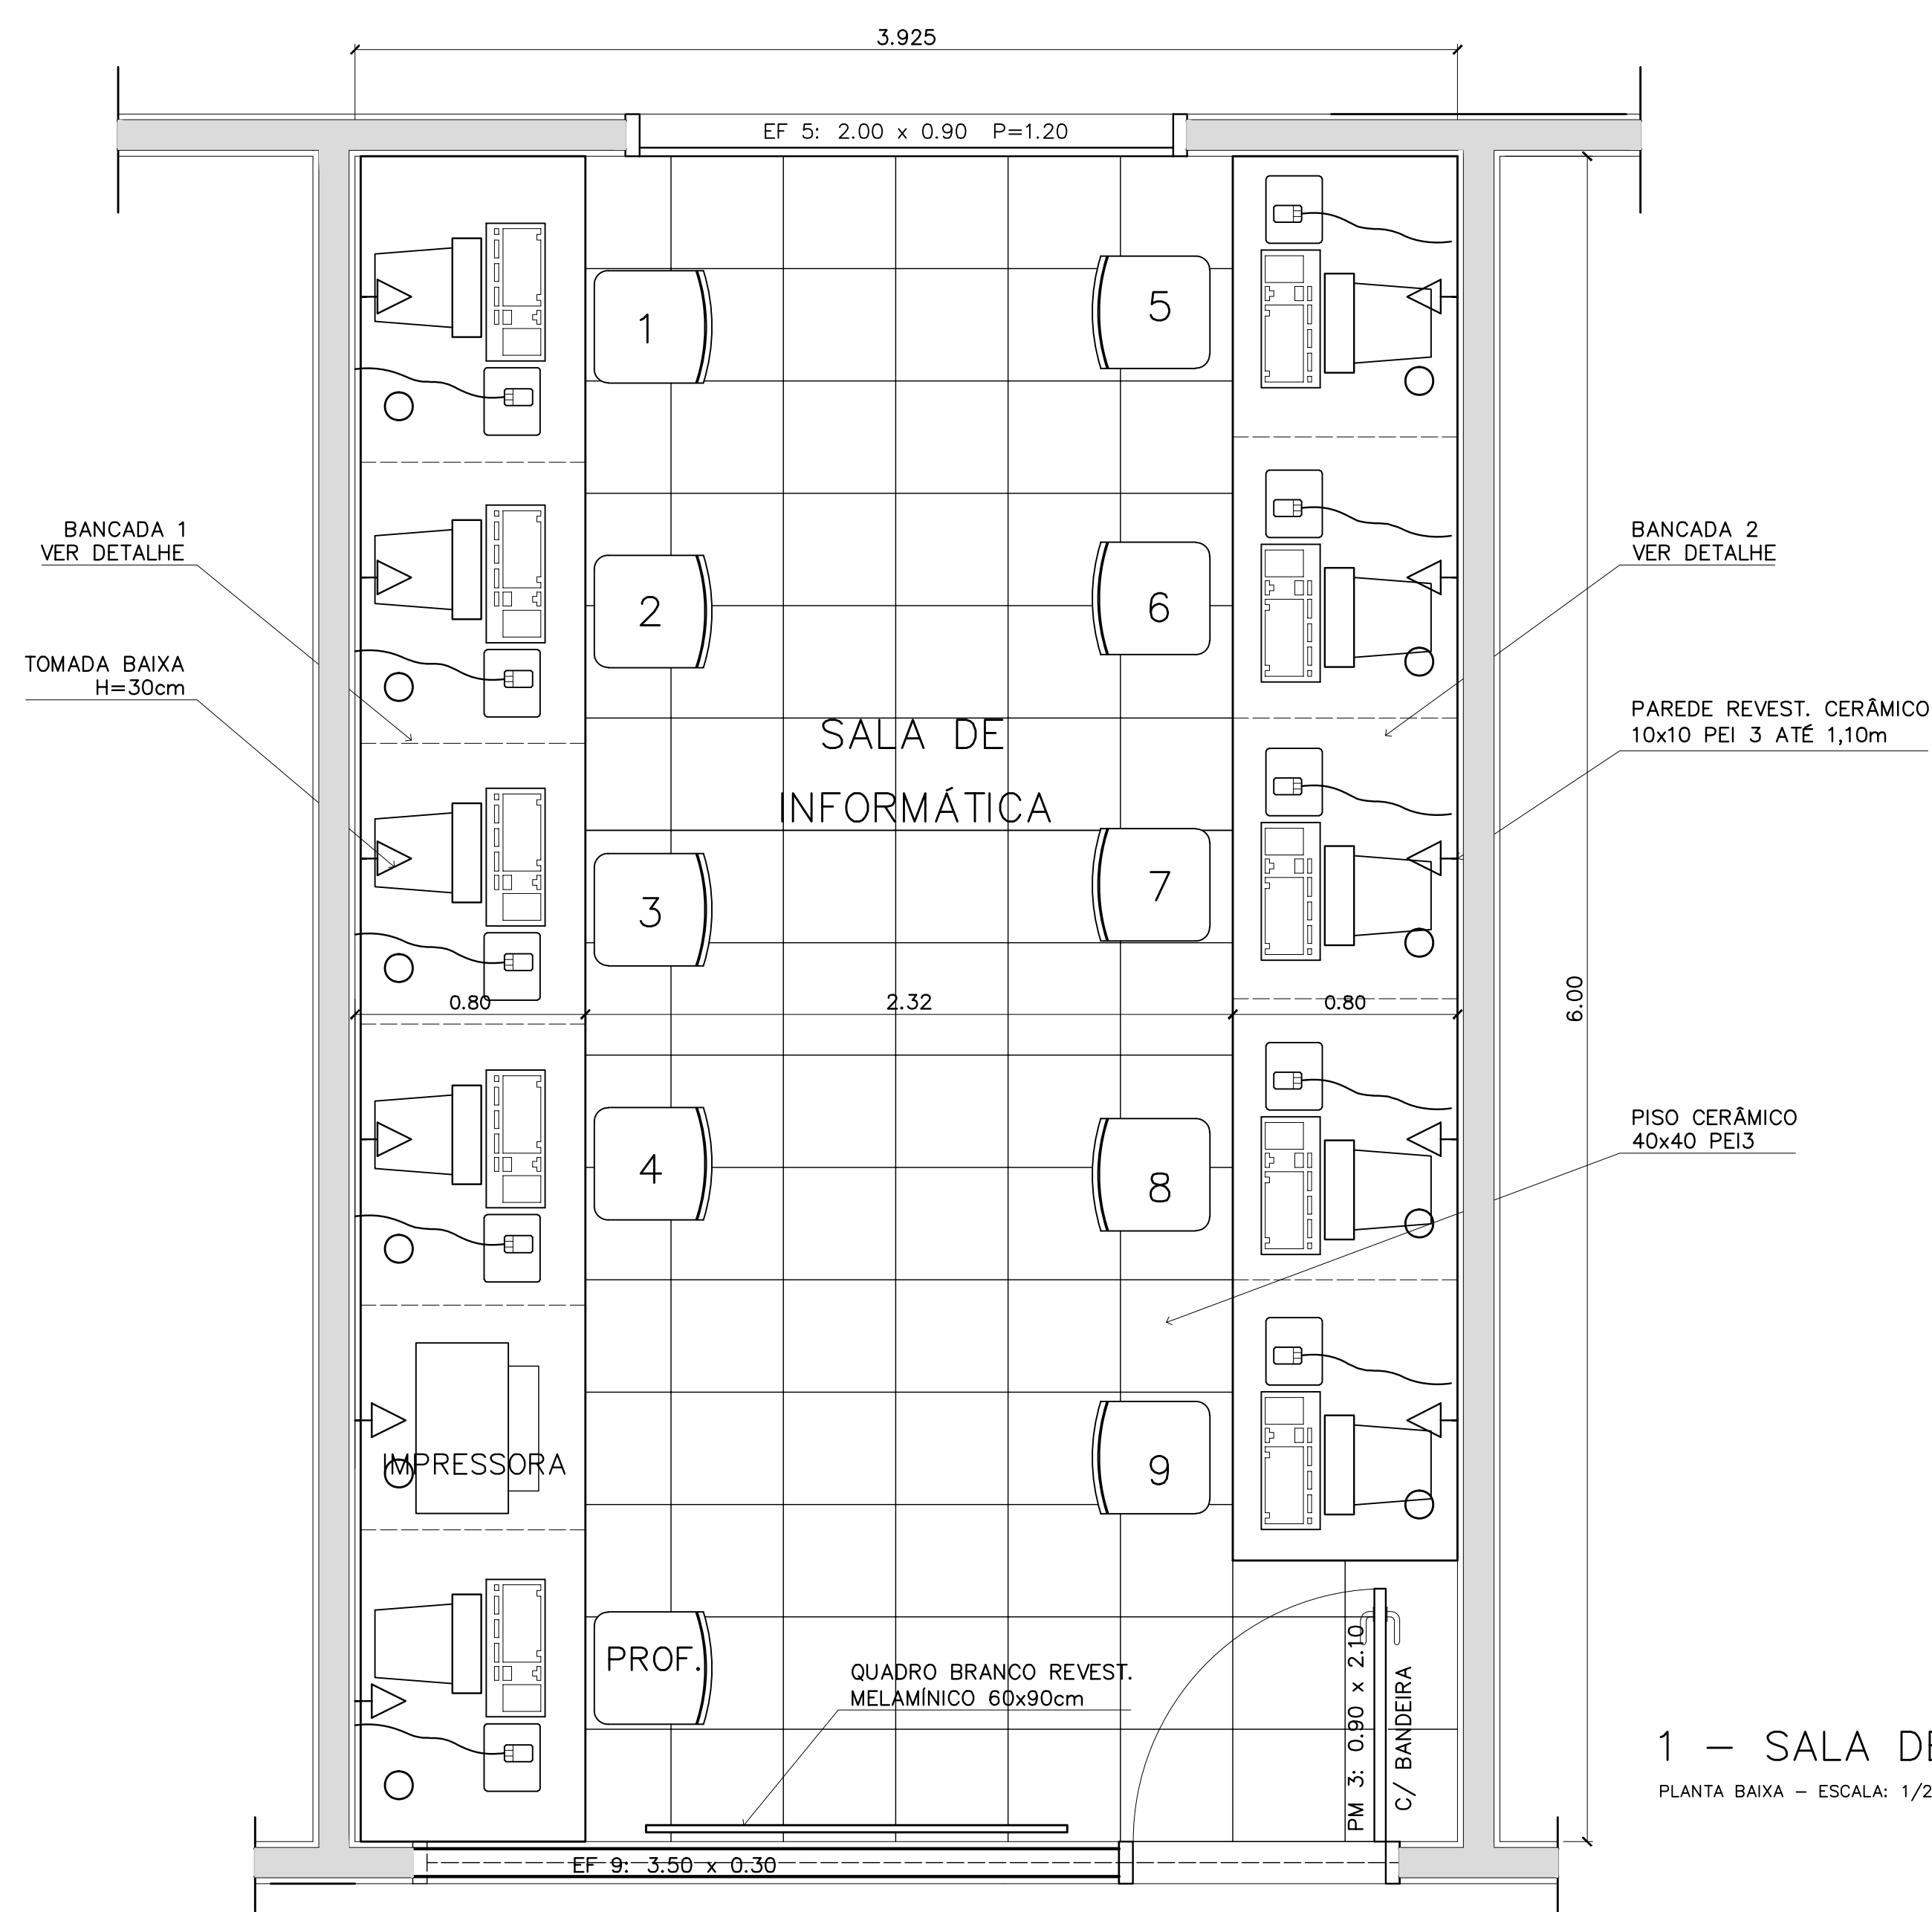 3.925
EF 5: 2.00 x 0.90 P=1.20
1
5
BANCADA 1
VER DETALHE
BANCADA 2
VER DETALHE
2
6
TOMADA BAIXA
H=30cm
PAREDE REVEST. CERÂMICO
10x10 PEI 3 ATÉ 1,10m
SALA DE
INFORMÁTICA
3
7
0.80
2.32
0.80
6.00
PISO CERÂMICO
40x40 PEI3
4
8
IMPRESSORA
9
PROF.
QUADRO BRANCO REVEST.
MELAMÍNICO 60x90cm
PM 3: 0.90 x 2.10
C/ BANDEIRA
1 – SALA DE
PLANTA BAIXA – ESCALA: 1/2
EF 9: 3.50 x 0.30